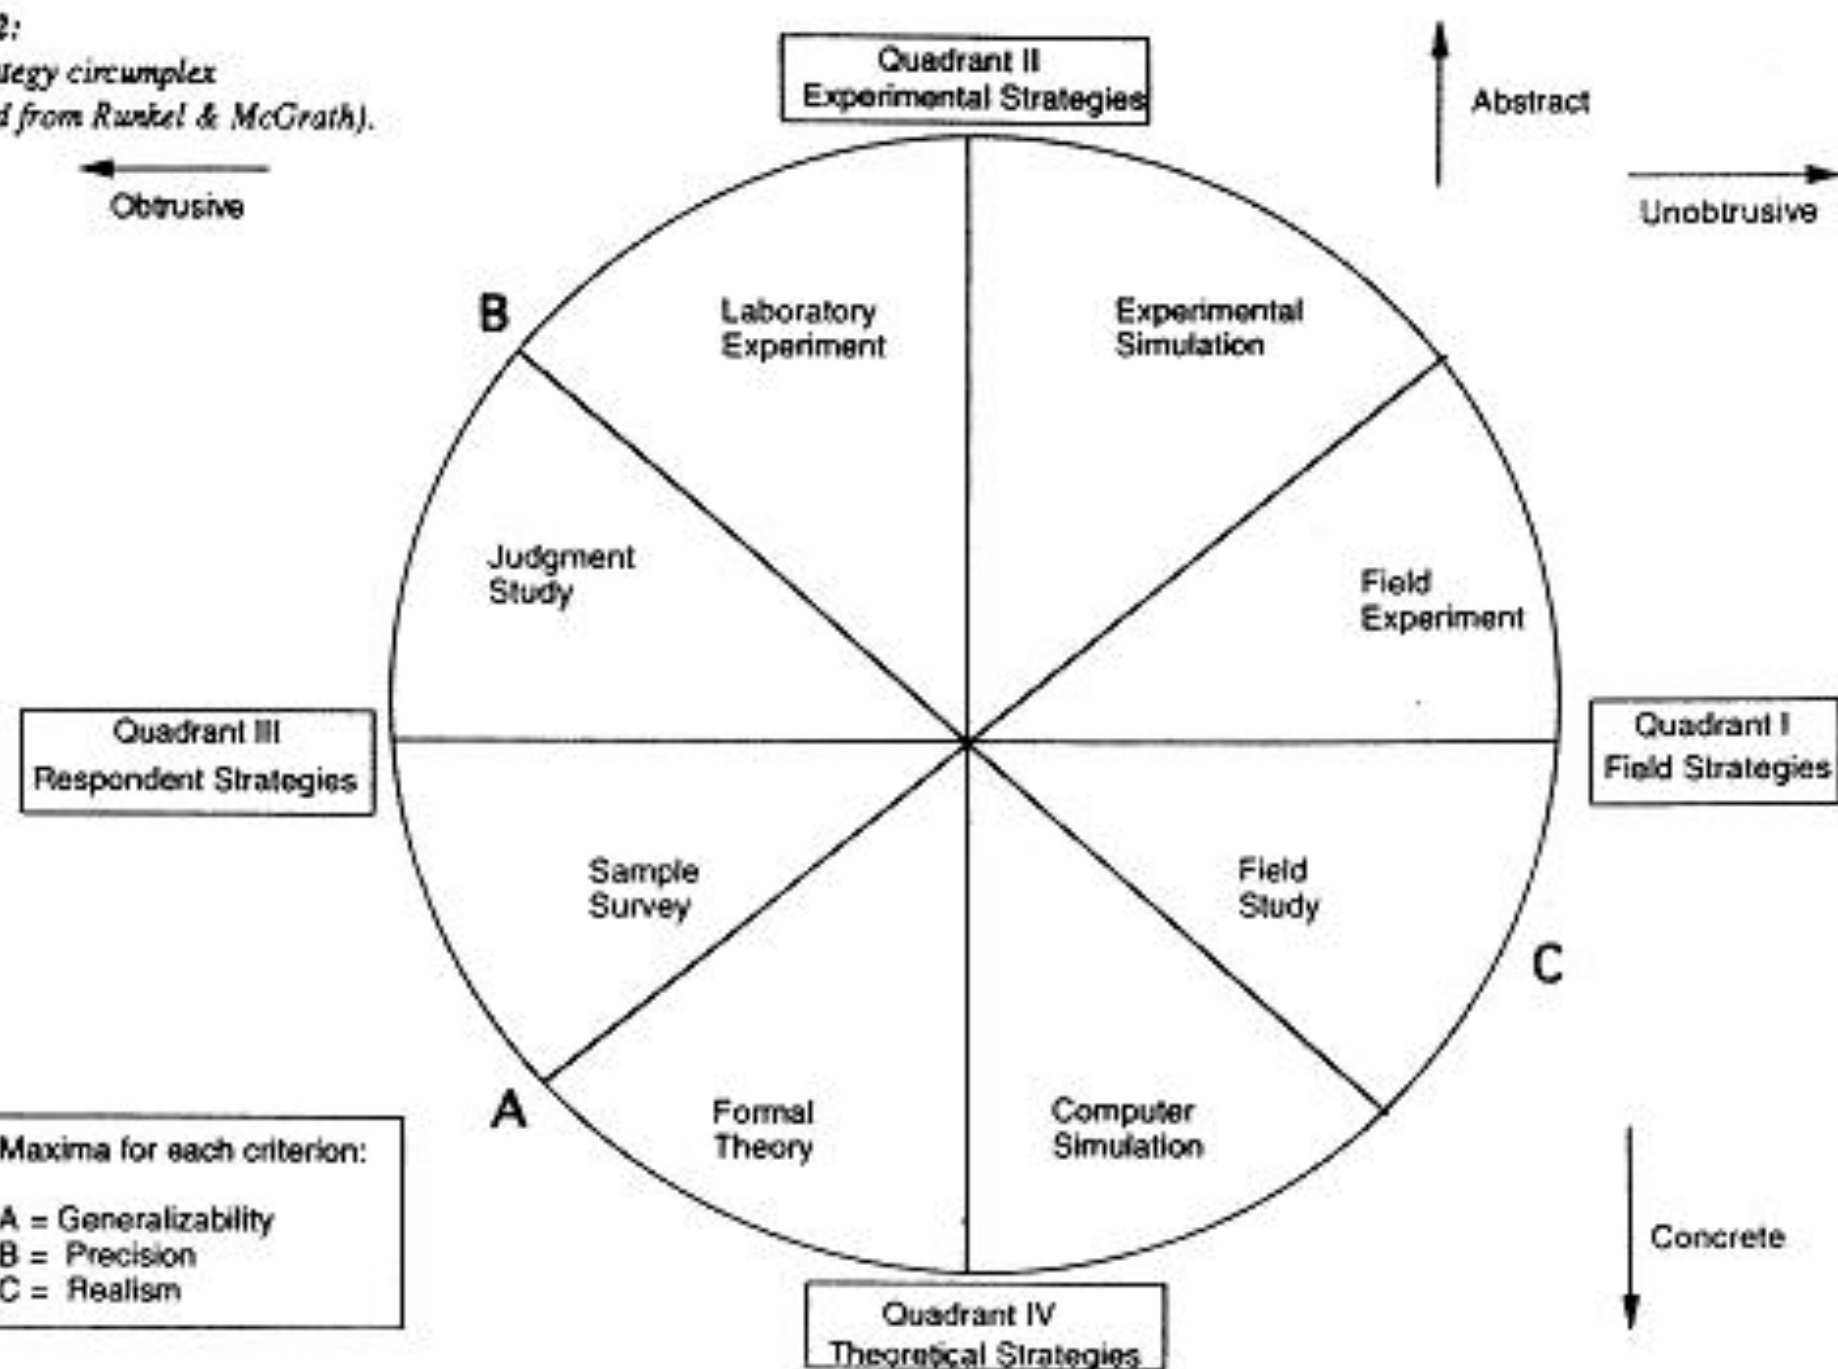 2:
tegy circumplex
d from Runkel & McGrath).
Obtrusive
Quadrant II
Experimental Strategies
Abstract
Unobtrusive
B
Laboratory
Experiment
Experimental
Simulation
Judgment
Study
Field
Experiment
Quadrant III
Respondent Strategies
Quadrant I
Field Strategies
Sample
Survey
Field
Study
C
A
Formal
Theory
Computer
Simulation
Maxima for each criterion:
A = Generalizability
B = Precision
C = Realism
Concrete
Quadrant IV
Theoretical Strategies